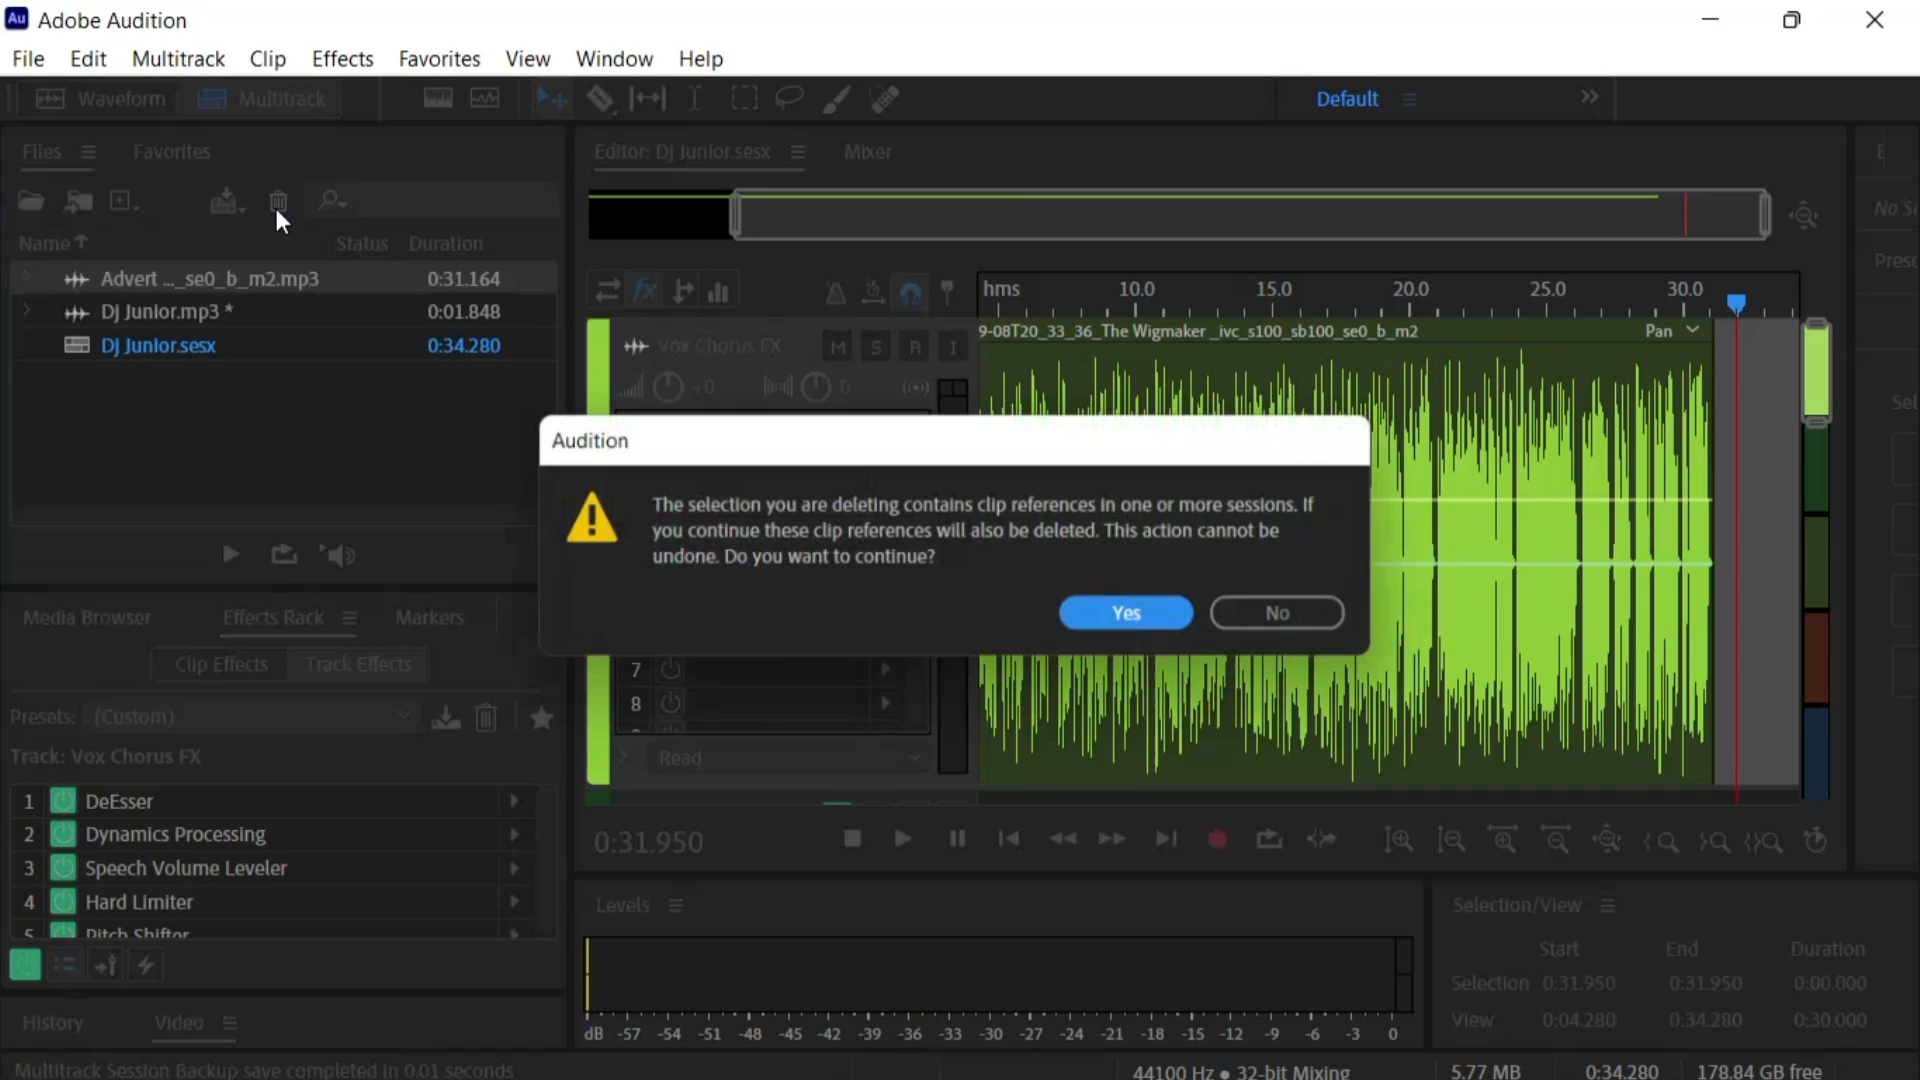 Au Adobe Audition
File Edit Multitrack Clip Effects Favorites View Window Help
Waveform Multitrack Default
Files Favorites
Name Status Duration
Advert ..._se0_b_m2.mp3 0:31.164
Dj Junior.mp3 * 0:01.848
Dj Junior.sesx 0:34.280
Media Browser Effects Rack Markers
Clip Effects Track Effects
Presets: (Custom)
Track: Vox Chorus FX
1 DeEsser
2 Dynamics Processing
3 Speech Volume Leveler
4 Hard Limiter
5 Pitch Shifter
History Video
Multitrack Session Backup save completed in 0.01 seconds
Editor: Dj Junior.sesx Mixer
hms 10.0 15.0 20.0 25.0 30.0
fx
9-08T20_33_36_The Wigmaker _ivc_s100_sb100_se0_b_m2 Pan
Vox Chorus FX M S R I
+0 0
Audition
The selection you are deleting contains clip references in one or more sessions. If
you continue these clip references will also be deleted. This action cannot be
undone. Do you want to continue?
Yes No
7
8
Read
0:31.950
Levels
dB -57 -54 -51 -48 -45 -42 -39 -36 -33 -30 -27 -24 -21 -18 -15 -12 -9 -6 -3 0
Selection/View
Start End Duration
Selection 0:31.950 0:31.950 0:00.000
View 0:04.280 0:34.280 0:30.000
44100 Hz ● 32-bit Mixing 5.77 MB 0:34.280 178.84 GB free